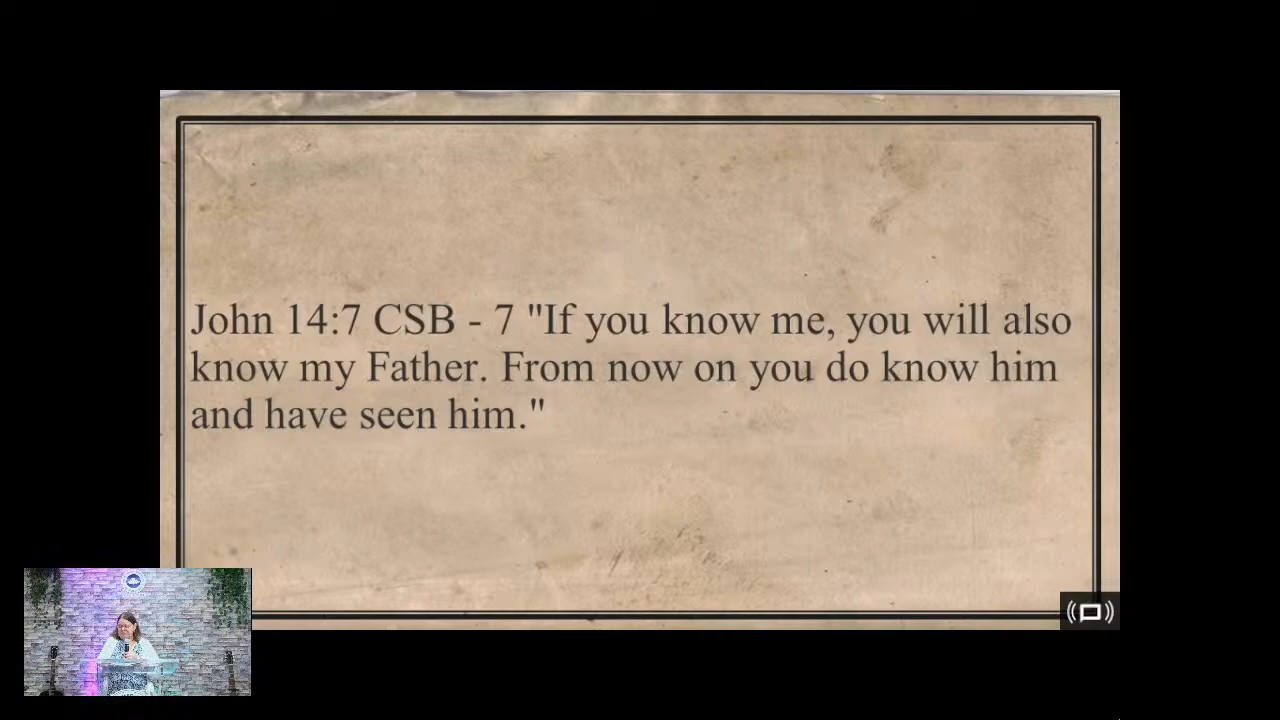 John 14:7 CSB - 7 "If you know me, you will also
know my Father. From now on you do know him
and have seen him."